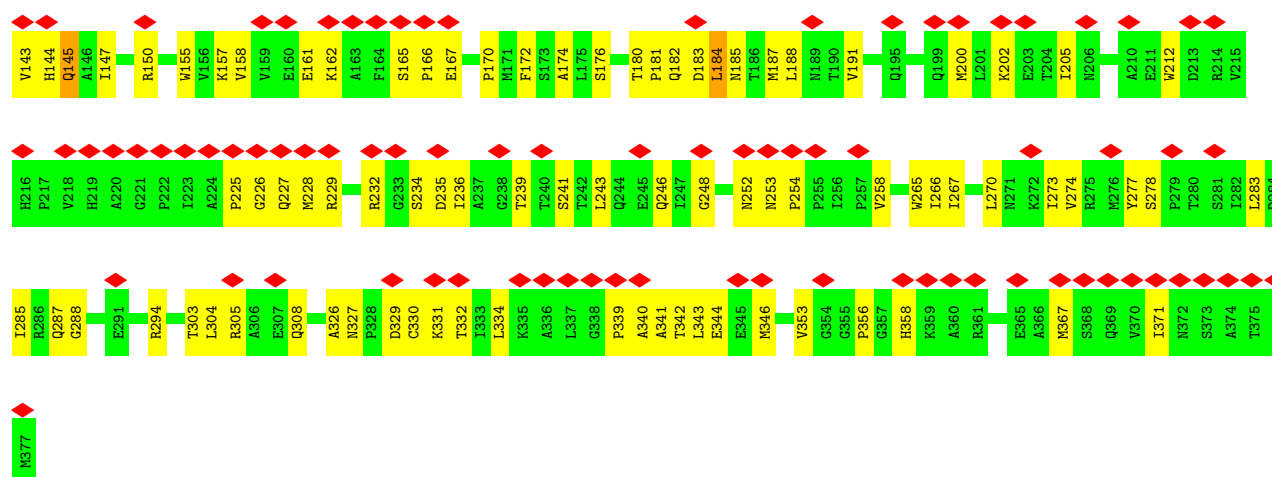 V143 H144 Q145 A146 I147 R150 W155 V156 K157 V158 V159 E160 E161 K162 A163 F164 S165 P166 E167 P170 M171 F172 S173 A174 L175 S176 T180 P181 Q182 D183 L184 N185 T186 M187 L188 N189 T190 V191 Q195 Q199 M200 L201 K202 E203 T204 I205 N206 A210 E211 W212 D213 R214 V215
H216 P217 V218 H219 A220 G221 P222 I223 A224 P225 G226 Q227 M228 R229 R232 G233 S234 D235 I236 A237 G238 T239 T240 S241 T242 L243 Q244 E245 Q246 I247 G248 N252 N253 P254 P255 I256 P257 V258 W265 I266 I267 L270 N271 K272 I273 V274 R275 M276 Y277 S278 P279 T280 S281 I282 L283
I285 R286 Q287 G288 E291 R294 T303 L304 R305 A306 E307 Q308 A326 N327 P328 D329 C330 K331 T332 I333 L334 K335 A336 L337 G338 P339 A340 A341 T342 L343 E344 E345 M346 V353 G354 G355 P356 G357 H358 K359 A360 R361 E365 A366 M367 S368 Q369 V370 I371 N372 S373 A374 T375
M377